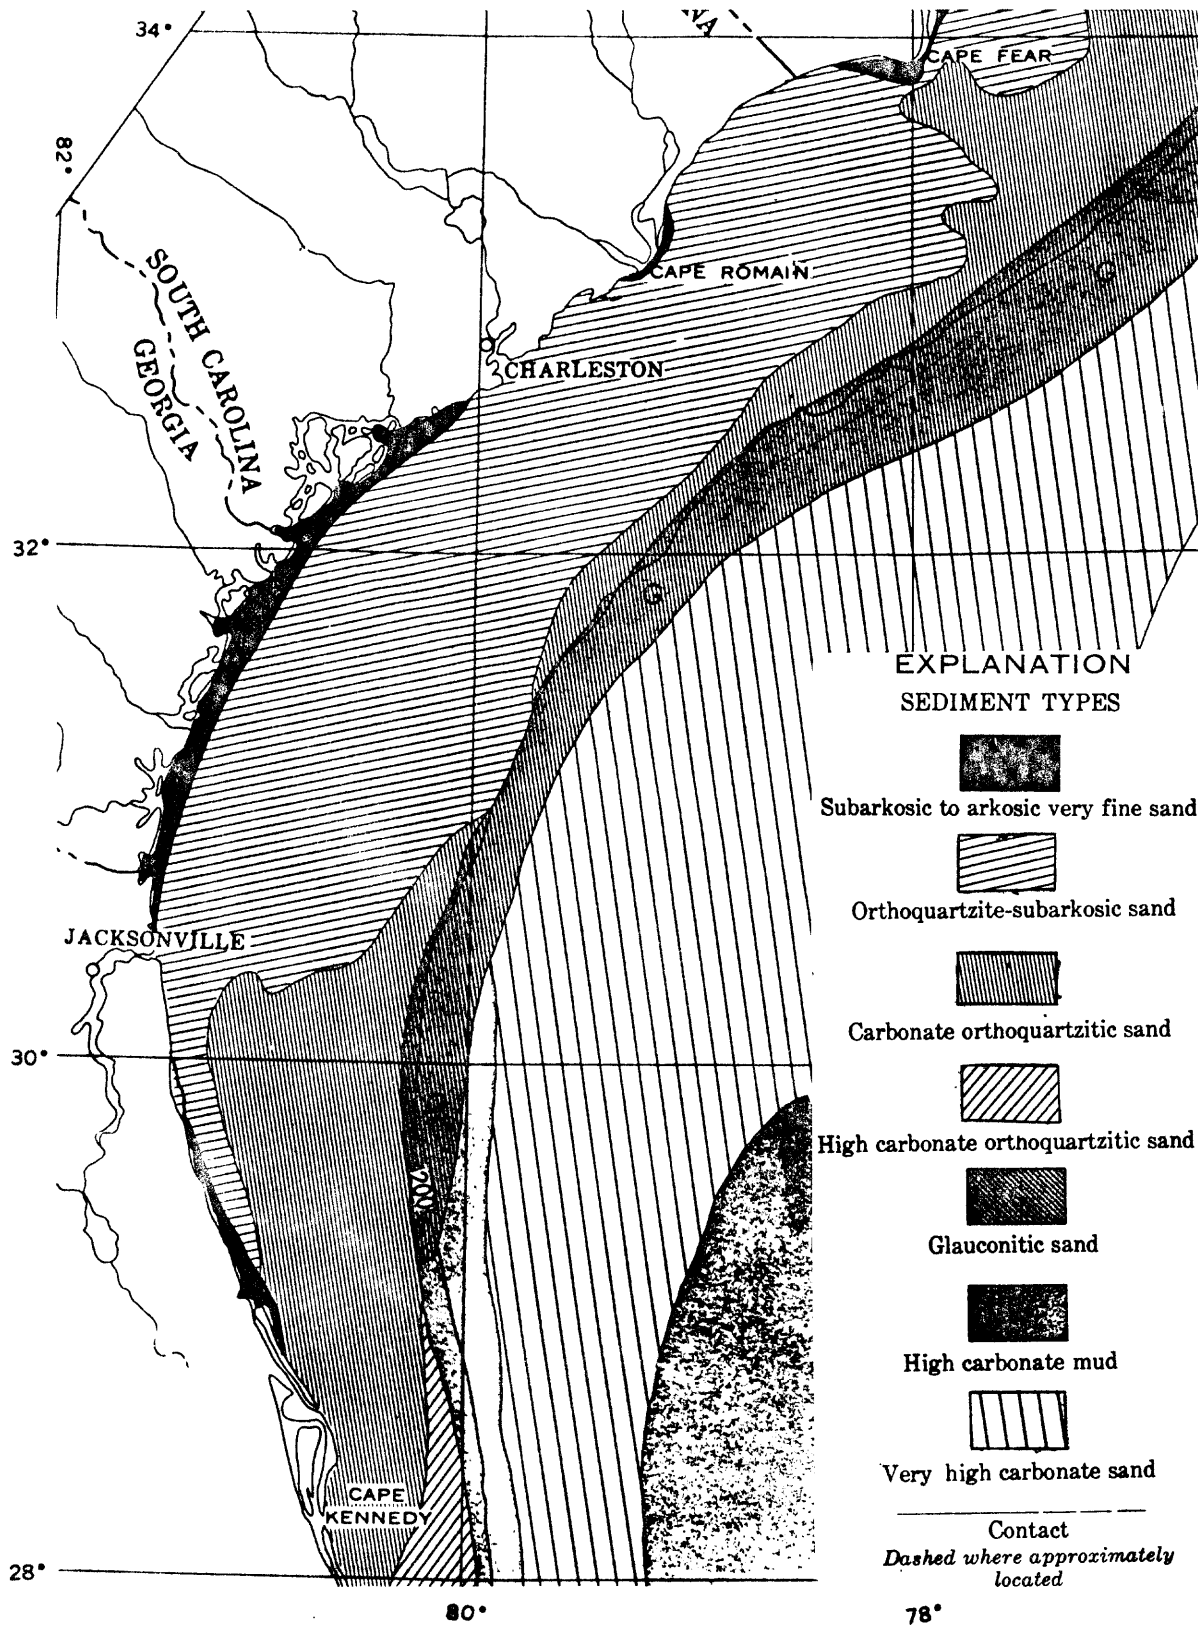 34°
CAPE FEAR
82°
SOUTH CAROLINA
GEORGIA
CAPE ROMAIN
G
CHARLESTON
32°
G
EXPLANATION
SEDIMENT TYPES
Subarkosic to arkosic very fine sand
Orthoquartzite-subarkosic sand
JACKSONVILLE
Carbonate orthoquartzitic sand
30°
High carbonate orthoquartzitic sand
200
Glauconitic sand
High carbonate mud
Very high carbonate sand
CAPE
KENNEDY
Contact
Dashed where approximately
located
28°
80°
78°